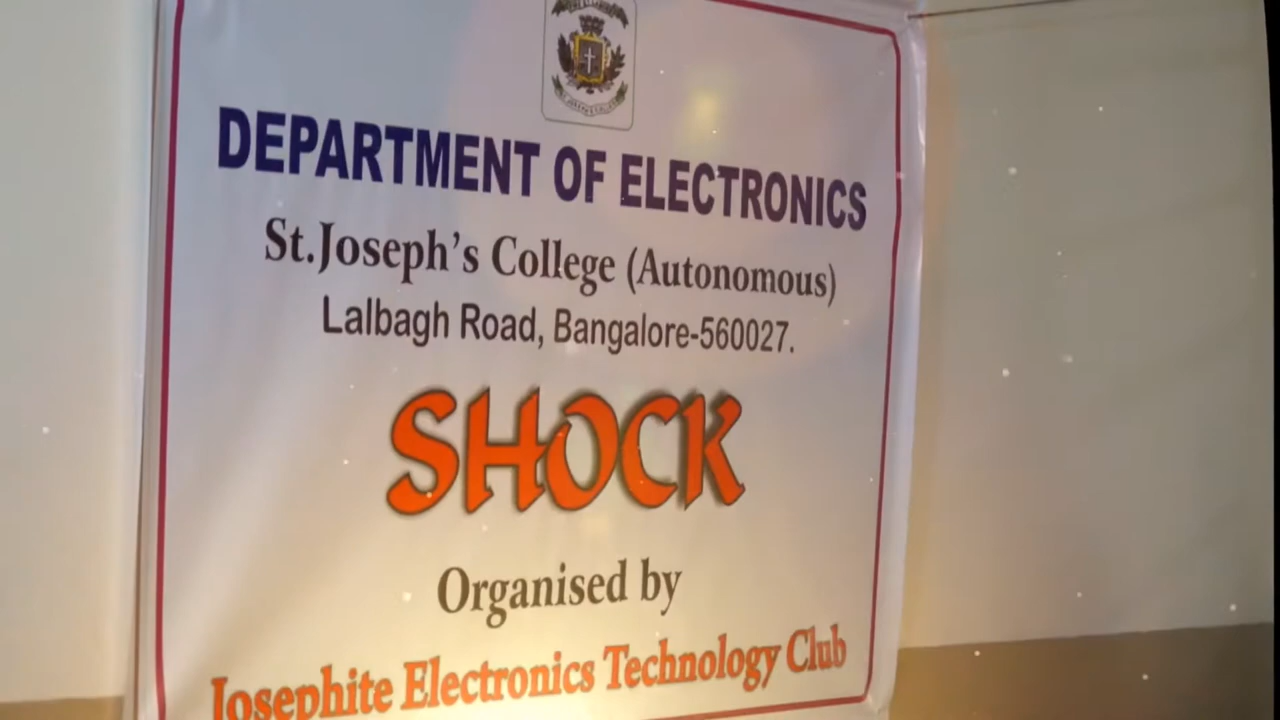 DEPARTMENT OF ELECTRONICS
St.Joseph's College (Autonomous)
Lalbagh Road, Bangalore-560027.
SHOCK
Organised by
Josephite Electronics Technology Club